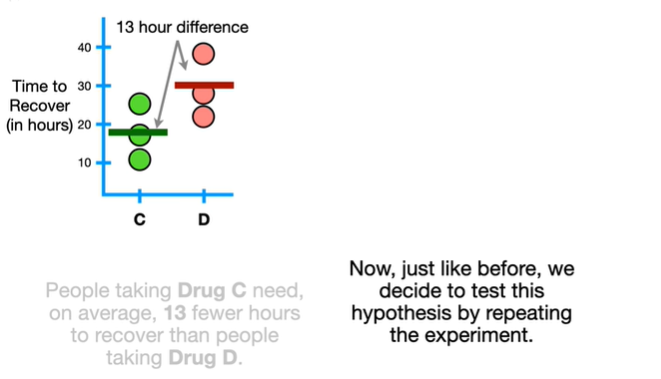 13 hour difference
40
Time to
Recover
(in hours)
30
20
10
C
D
People taking Drug C need,
on average, 13 fewer hours
to recover than people
taking Drug D.
Now, just like before, we
decide to test this
hypothesis by repeating
the experiment.